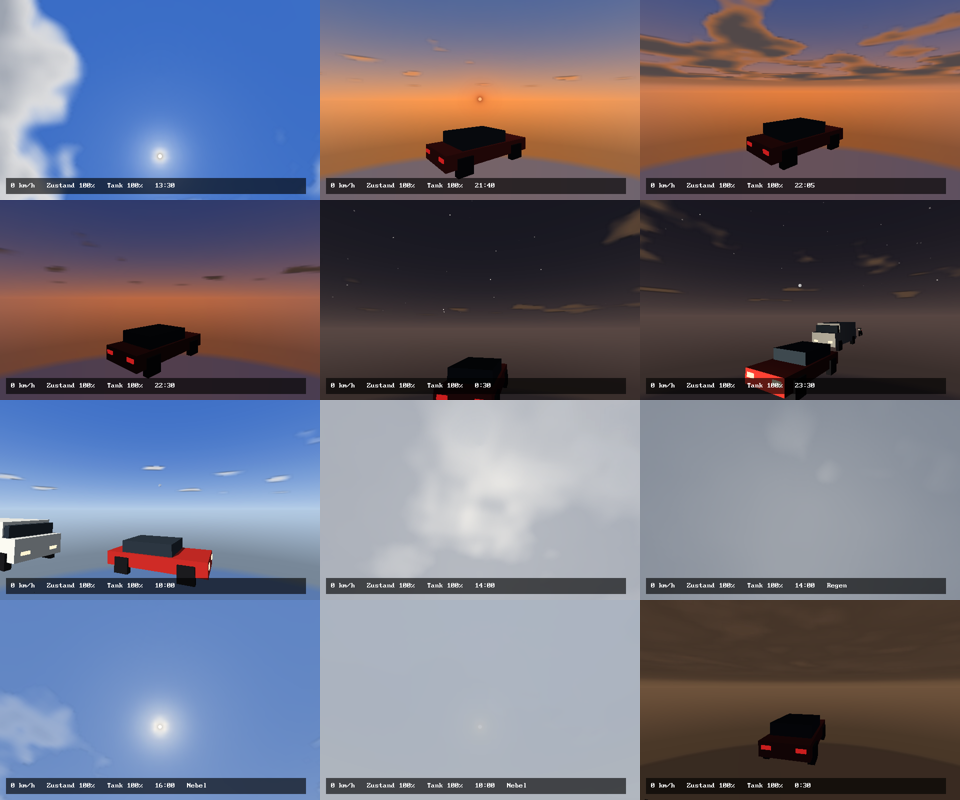 0 km/h Zustand 100% Tank 100% 13:30
0 km/h Zustand 100% Tank 100% 21:40
0 km/h Zustand 100% Tank 100% 22:05
0 km/h Zustand 100% Tank 100% 22:30
0 km/h Zustand 100% Tank 100% 0:30
0 km/h Zustand 100% Tank 100% 23:30
0 km/h Zustand 100% Tank 100% 10:00
0 km/h Zustand 100% Tank 100% 14:00
0 km/h Zustand 100% Tank 100% 14:00 Regen
0 km/h Zustand 100% Tank 100% 16:00 Nebel
0 km/h Zustand 100% Tank 100% 10:00 Nebel
0 km/h Zustand 100% Tank 100% 0:30